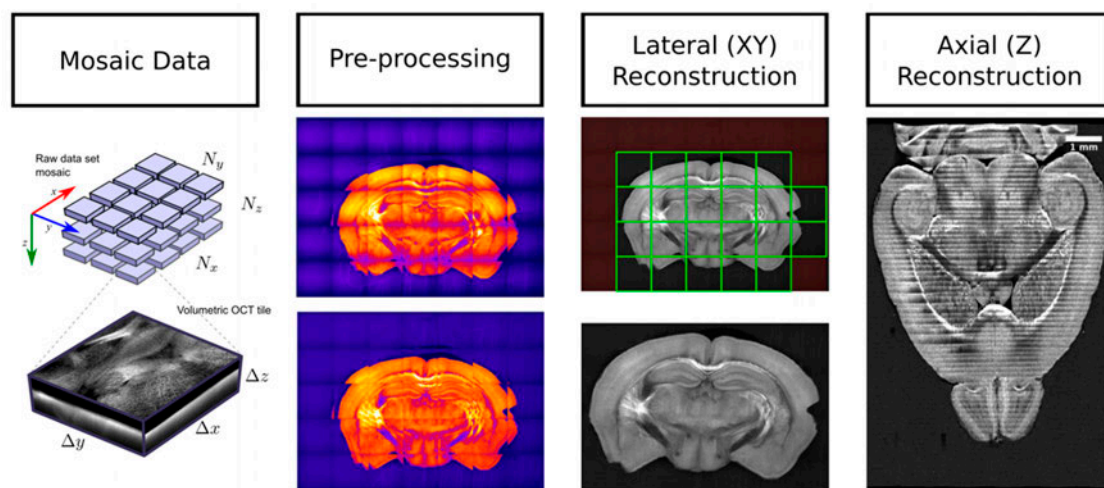 Mosaic Data
Pre-processing
Lateral (XY)
Reconstruction
Axial (Z)
Reconstruction
Raw data set
mosaic
x
y
z
N_y
N_z
N_x
Volumetric OCT tile
Δz
Δx
Δy
1 mm